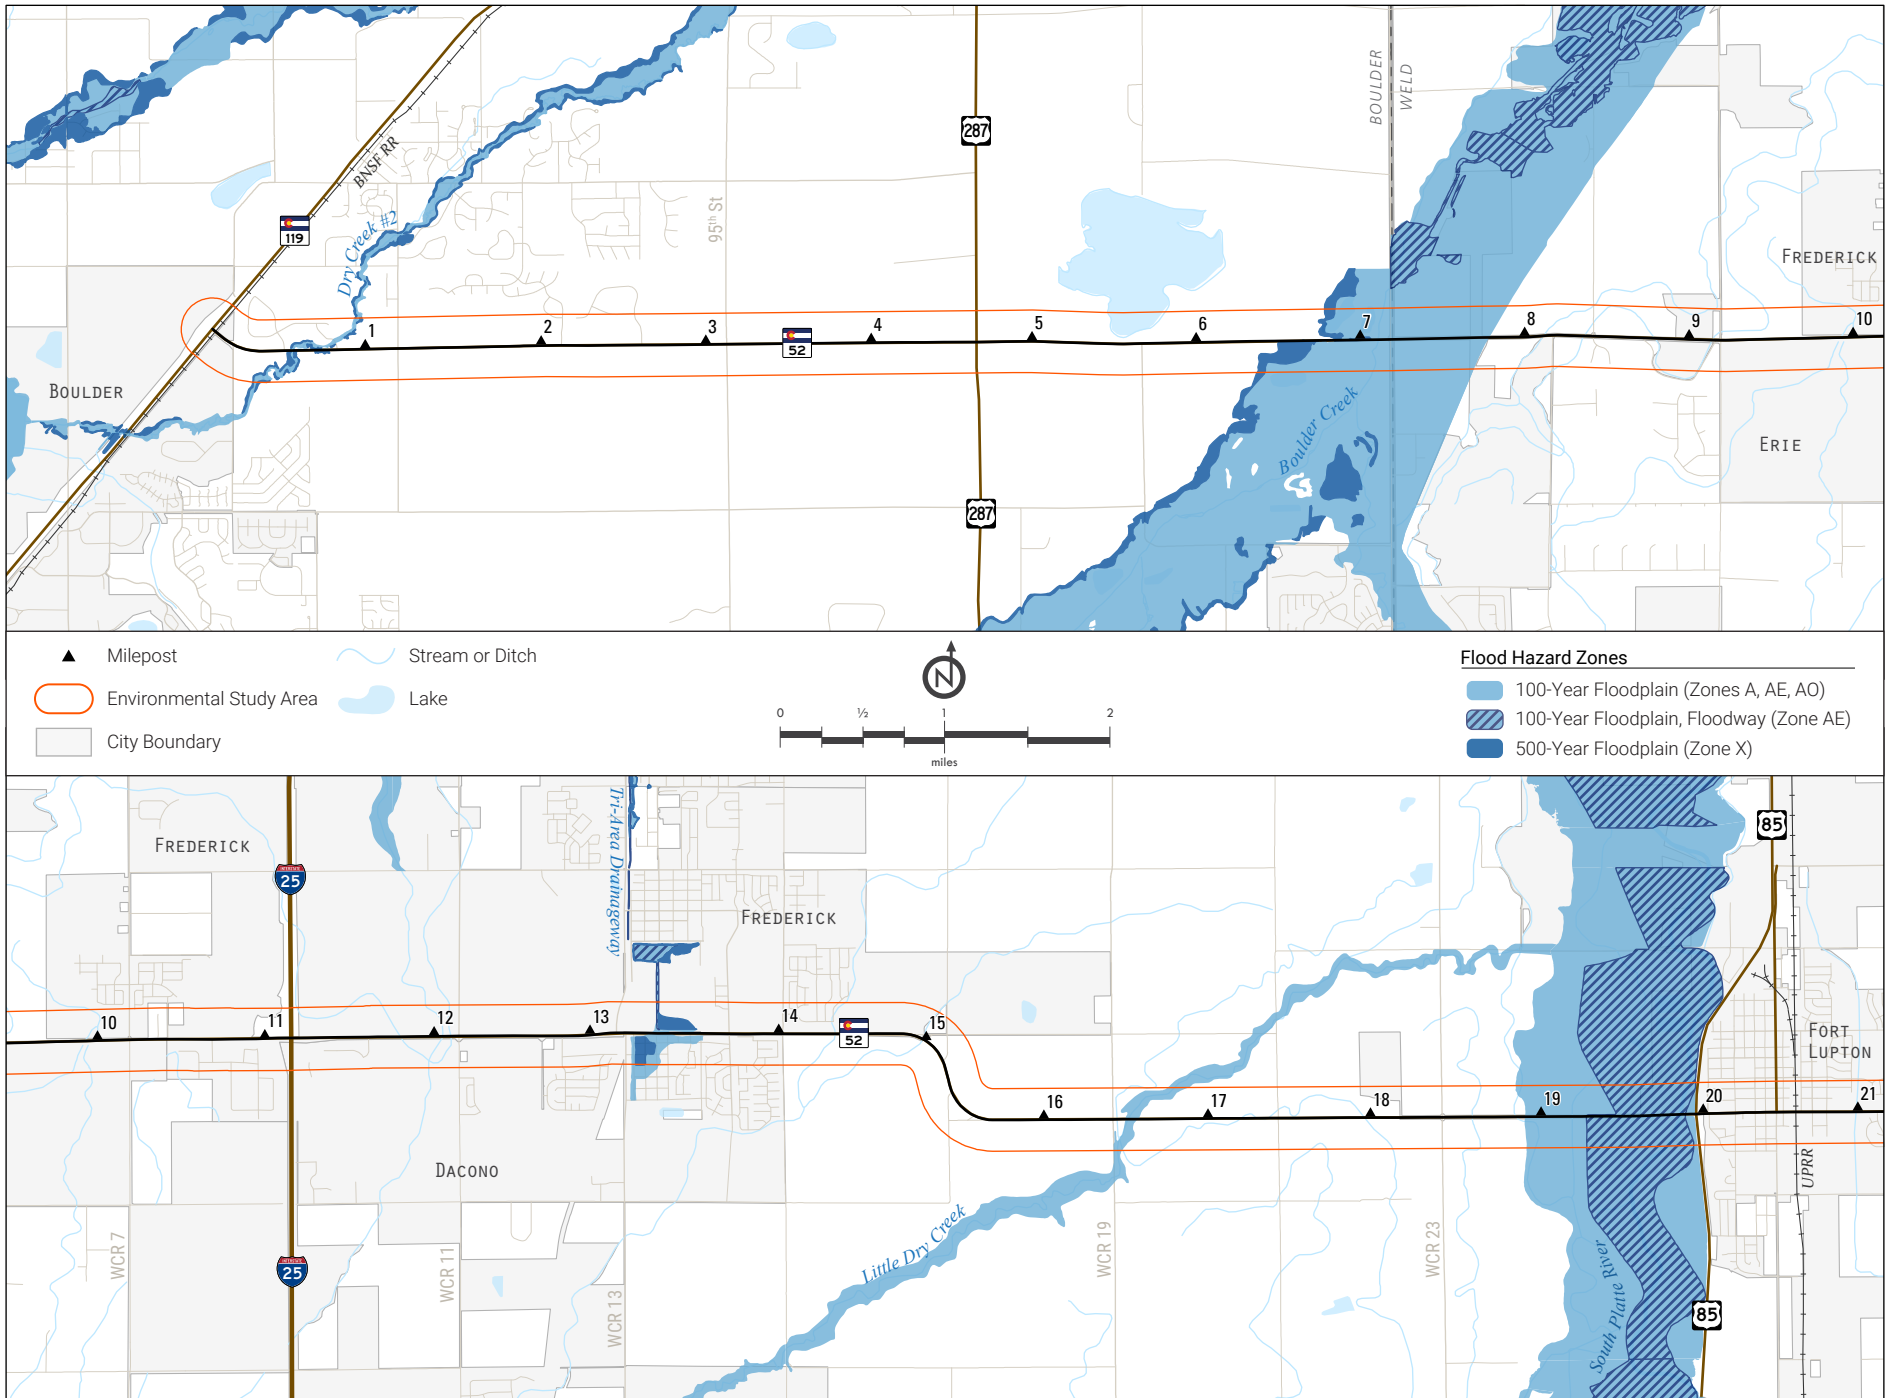 BOULDER
WELD
287
BNSF RR
119
Dry Creek #2
95th St
FREDERICK
1
2
3
4
5
6
7
8
9
10
52
BOULDER
Boulder Creek
ERIE
287
Milepost
Stream or Ditch
Environmental Study Area
Lake
City Boundary
N
0
½
1
2
miles
Flood Hazard Zones
100-Year Floodplain (Zones A, AE, AO)
100-Year Floodplain, Floodway (Zone AE)
500-Year Floodplain (Zone X)
Tri-Area Drainageway
85
FREDERICK
INTERSTATE
25
FREDERICK
10
11
12
13
14
52
15
16
17
18
19
20
21
FORT
LUPTON
DACONO
UPRR
WCR 7
WCR 11
WCR 13
Little Dry Creek
WCR 19
WCR 23
South Platte River
INTERSTATE
25
85